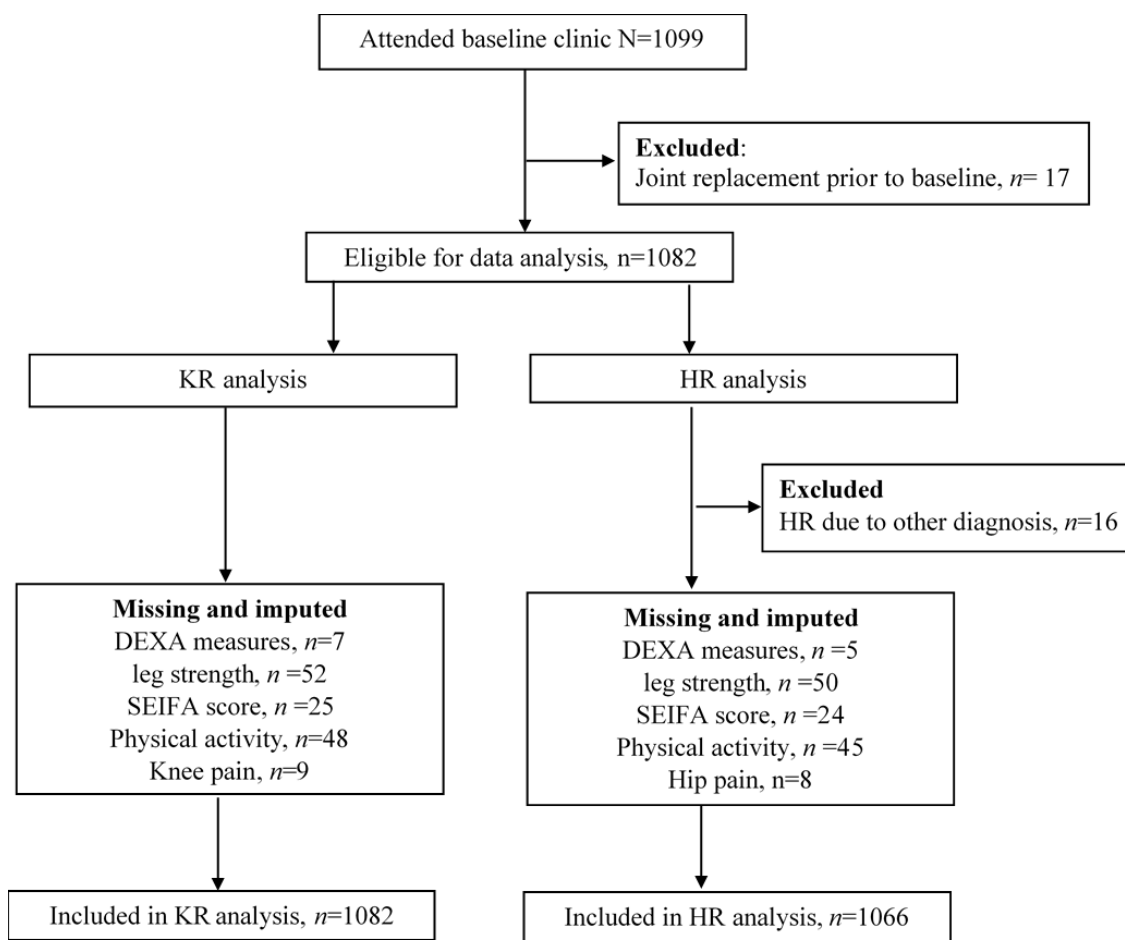 Attended baseline clinic N=1099
Excluded:
Joint replacement prior to baseline, n= 17
Eligible for data analysis, n=1082
KR analysis
HR analysis
Excluded
HR due to other diagnosis, n=16
Missing and imputed
DEXA measures, n=7
leg strength, n =52
SEIFA score, n =25
Physical activity, n=48
Knee pain, n=9
Missing and imputed
DEXA measures, n =5
leg strength, n =50
SEIFA score, n =24
Physical activity, n =45
Hip pain, n=8
Included in KR analysis, n=1082
Included in HR analysis, n=1066